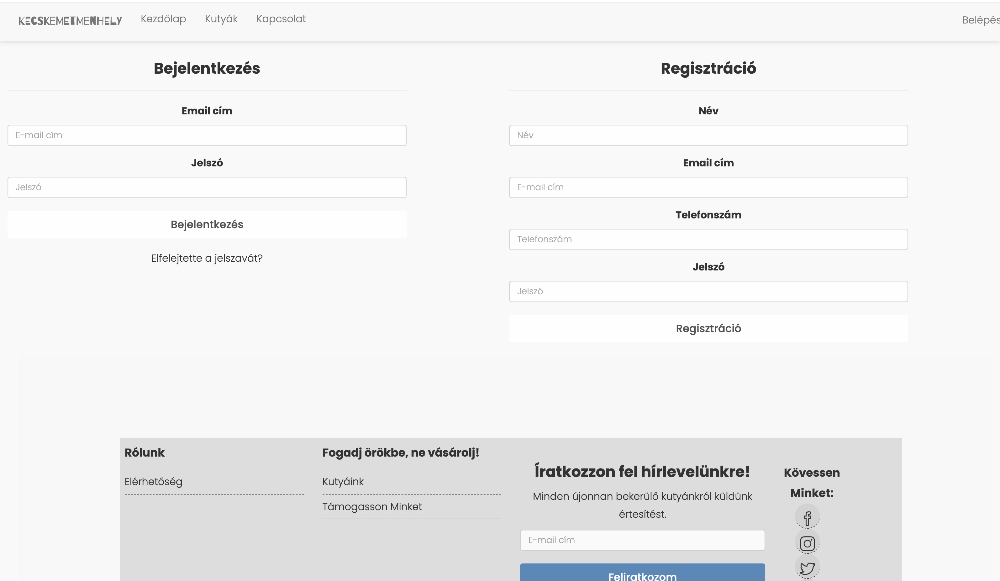 KECSKEMETMENHELY Kezdőlap Kutyák Kapcsolat Belépés
Bejelentkezés
Email cím
E-mail cím
Jelszó
Jelszó
Bejelentkezés
Elfelejtette a jelszavát?
Regisztráció
Név
Név
Email cím
E-mail cím
Telefonszám
Telefonszám
Jelszó
Jelszó
Regisztráció
Rólunk
Elérhetőség
Fogadj örökbe, ne vásárolj!
Kutyáink
Támogasson Minket
Íratkozzon fel hírlevelünkre!
Minden újonnan bekerülő kutyánkról küldünk
értesítést.
E-mail cím
Feliratkozom
Kövessen
Minket: